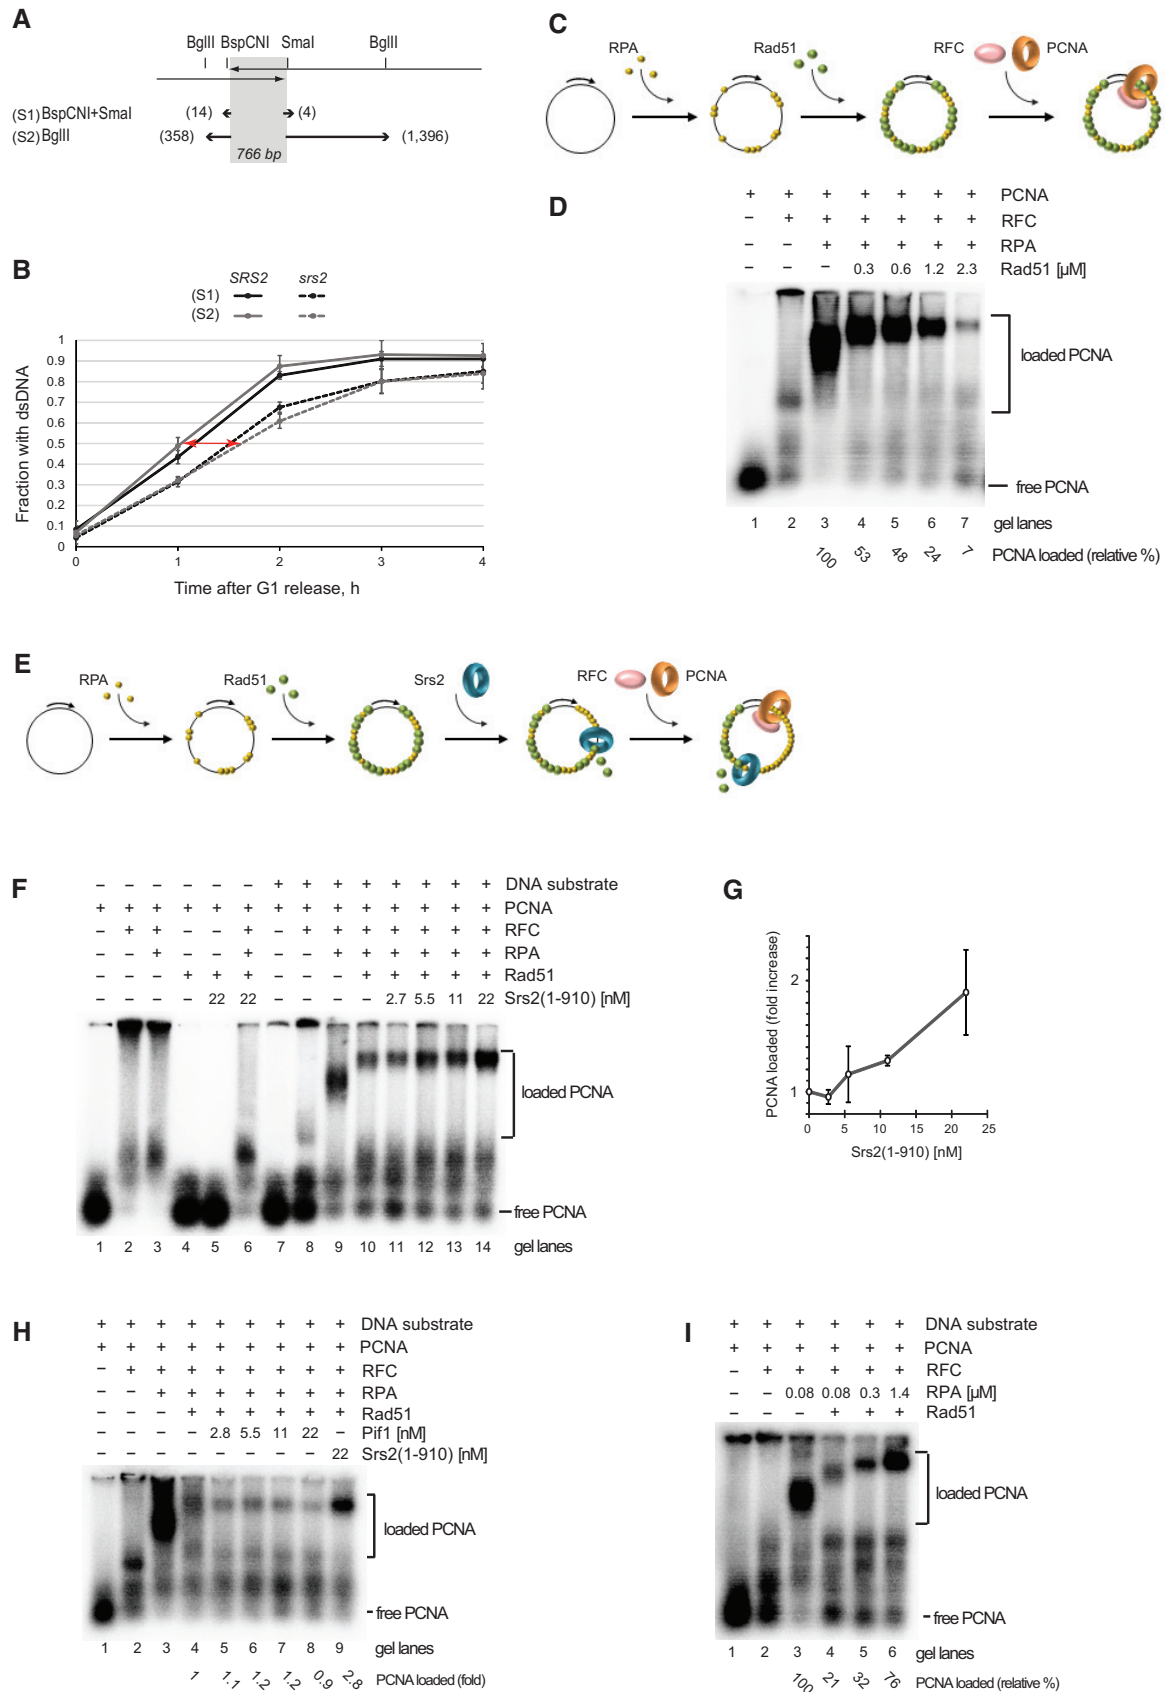 A
BglII BspCNI SmaI BglII
(S1) BspCNI+SmaI (14) (4)
(S2) BglII (358) (1,396)
766 bp
B
SRS2 srs2
(S1)
(S2)
Fraction with dsDNA
1
0.9
0.8
0.7
0.6
0.5
0.4
0.3
0.2
0.1
0
0 1 2 3 4
Time after G1 release, h
C
RPA Rad51 RFC PCNA
D
+ + + + + + + PCNA
– + + + + + + RFC
– – + + + + + RPA
– – – 0.3 0.6 1.2 2.3 Rad51 [µM]
loaded PCNA
free PCNA
1 2 3 4 5 6 7 gel lanes
100 53 48 24 7 PCNA loaded (relative %)
E
RPA Rad51 Srs2 RFC PCNA
F
– – – – – – + + + + + + + + DNA substrate
+ + + + + + + + + + + + + + PCNA
– + + – – + – + + + + + + + RFC
– – + – – + – – + + + + + + RPA
– – – + + + – – – + + + + + Rad51
– – – – 22 22 – – – – 2.7 5.5 11 22 Srs2(1-910) [nM]
loaded PCNA
free PCNA
1 2 3 4 5 6 7 8 9 10 11 12 13 14 gel lanes
G
PCNA loaded (fold increase)
2
1
0 5 10 15 20 25
Srs2(1-910) [nM]
H
+ + + + + + + + + DNA substrate
+ + + + + + + + + PCNA
– + + + + + + + + RFC
– – + + + + + + + RPA
– – – + + + + + + Rad51
– – – – 2.8 5.5 11 22 – Pif1 [nM]
– – – – – – – – 22 Srs2(1-910) [nM]
loaded PCNA
free PCNA
1 2 3 4 5 6 7 8 9 gel lanes
1 1.1 1.2 1.2 0.9 2.8 PCNA loaded (fold)
I
+ + + + + + DNA substrate
+ + + + + + PCNA
– + + + + + RFC
– – 0.08 0.08 0.3 1.4 RPA [µM]
– – – + + + Rad51
loaded PCNA
free PCNA
1 2 3 4 5 6 gel lanes
100 21 32 76 PCNA loaded (relative %)